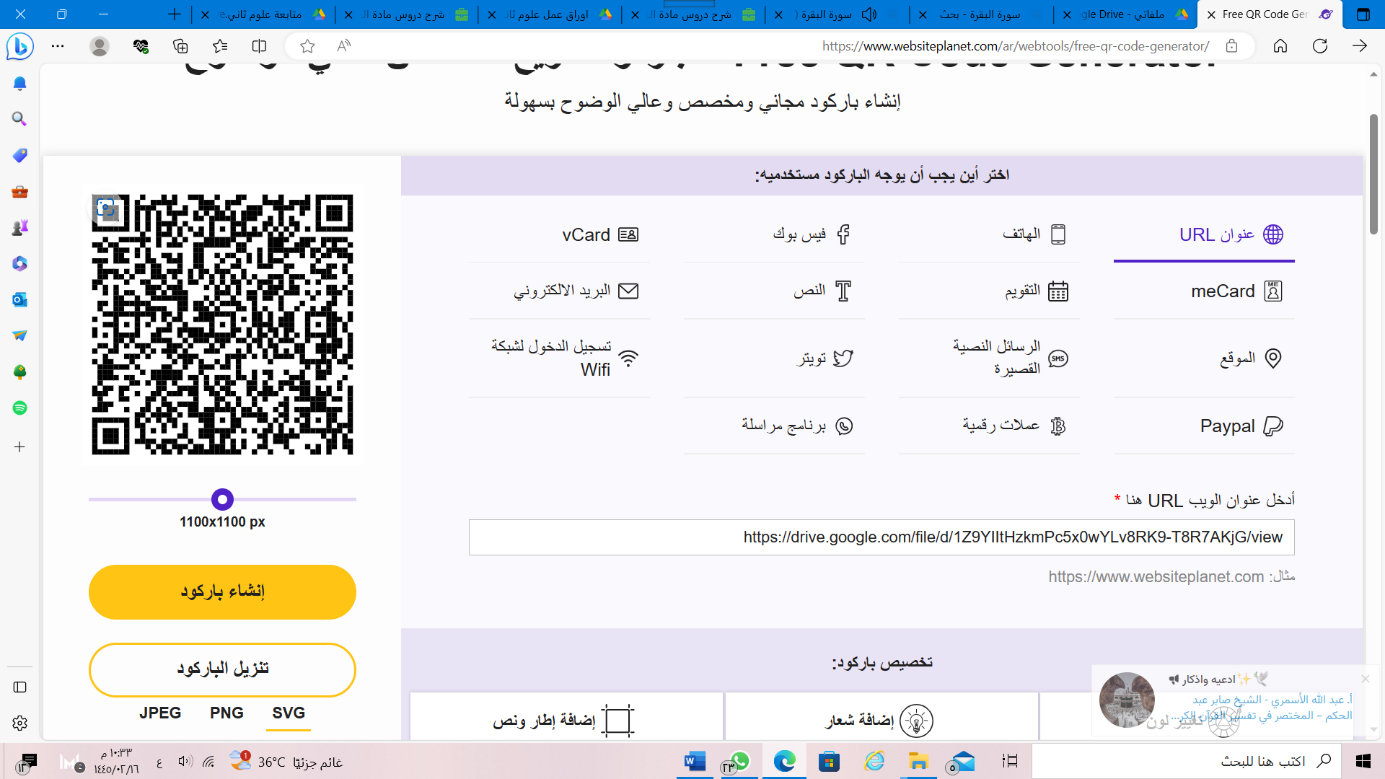 Free QR Code Ger
ملفاتي – gle Drive
سورة البقرة - بحث
سورة البقرة (
شرح دروس مادة ال
اوراق عمل علوم ثان
شرح دروس مادة ال
متابعة علوم ثاني.
https://www.websiteplanet.com/ar/webtools/free-qr-code-generator/
إنشاء باركود مجاني ومخصص وعالي الوضوح بسهولة
اختر أين يجب أن يوجه الباركود مستخدميه:
عنوان URL
الهاتف
فيس بوك
vCard
meCard
التقويم
النص
البريد الالكتروني
الموقع
الرسائل النصية
القصيرة
تويتر
تسجيل الدخول لشبكة
Wifi
Paypal
عملات رقمية
برنامج مراسلة
أدخل عنوان الويب URL هنا *
https://drive.google.com/file/d/1Z9YIItHzkmPc5x0wYLv8RK9-T8R7AKjG/view
مثال: https://www.websiteplanet.com
1100x1100 px
إنشاء باركود
تنزيل الباركود
JPEG PNG SVG
تخصيص باركود:
إضافة شعار
إضافة إطار ونص
ادعيه واذكار
أ. عبد الله الأسمري - الشيخ صابر عبد
الحكم – المختصر في تفسير القرآن الكر...
اكتب هنا للبحث
36°C غائم جزئيًا
١٠:٣٣ م
١٤٤٥/٠٢/١٦